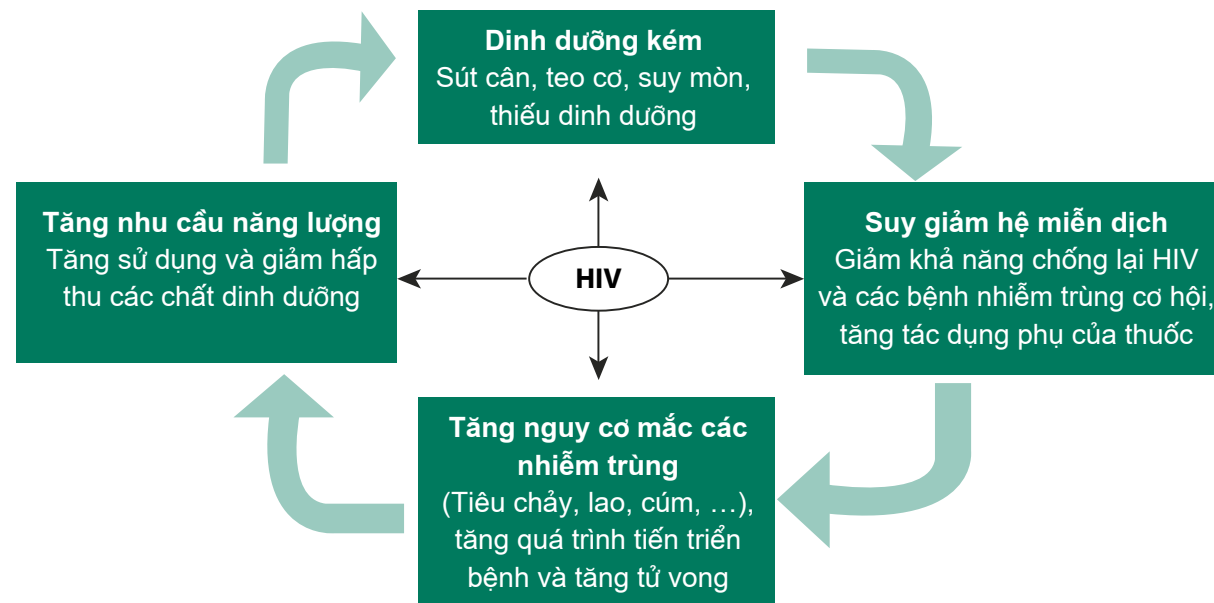 Dinh dưỡng kém
Sút cân, teo cơ, suy mòn,
thiếu dinh dưỡng
Tăng nhu cầu năng lượng
Tăng sử dụng và giảm hấp
thu các chất dinh dưỡng
HIV
Suy giảm hệ miễn dịch
Giảm khả năng chống lại HIV
và các bệnh nhiễm trùng cơ hội,
tăng tác dụng phụ của thuốc
Tăng nguy cơ mắc các
nhiễm trùng
(Tiêu chảy, lao, cúm, …),
tăng quá trình tiến triển
bệnh và tăng tử vong